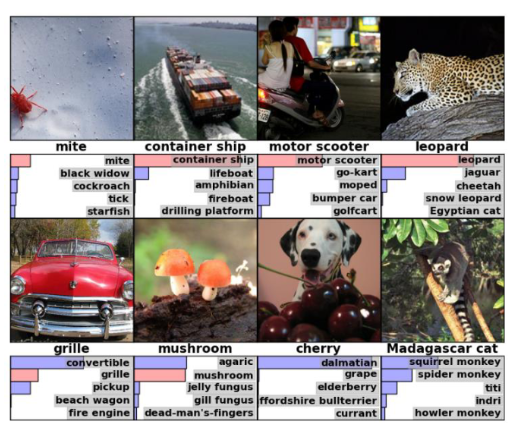 mite
container ship
motor scooter
leopard
mite
black widow
cockroach
tick
starfish
container ship
lifeboat
amphibian
fireboat
drilling platform
motor scooter
go-kart
moped
bumper car
golfcart
leopard
jaguar
cheetah
snow leopard
Egyptian cat
grille
mushroom
cherry
Madagascar cat
convertible
grille
pickup
beach wagon
fire engine
agaric
mushroom
jelly fungus
gill fungus
dead-man's-fingers
dalmatian
grape
elderberry
ffordshire bullterrier
currant
squirrel monkey
spider monkey
titi
indri
howler monkey